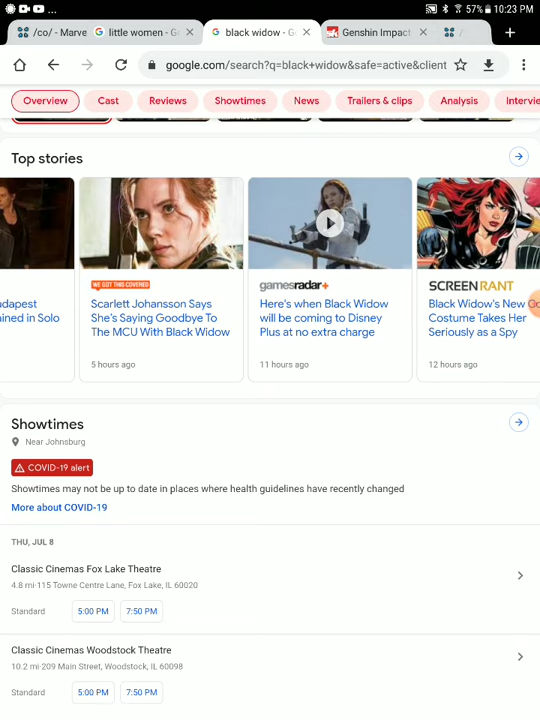 57% 10:23 PM
/co/ - Marve
little women - G
black widow - G
Genshin Impact
/
google.com/search?q=black+widow&safe=active&client
Overview
Cast
Reviews
Showtimes
News
Trailers & clips
Analysis
Intervie
Top stories
udapest
ained in Solo
WE GOT THIS COVERED
Scarlett Johansson Says
She's Saying Goodbye To
The MCU With Black Widow
5 hours ago
gamesradar+
Here's when Black Widow
will be coming to Disney
Plus at no extra charge
11 hours ago
SCREEN RANT
Black Widow's New Go
Costume Takes Her
Seriously as a Spy
12 hours ago
Showtimes
Near Johnsburg
COVID-19 alert
Showtimes may not be up to date in places where health guidelines have recently changed
More about COVID-19
THU, JUL 8
Classic Cinemas Fox Lake Theatre
4.8 mi·115 Towne Centre Lane, Fox Lake, IL 60020
Standard 5:00 PM 7:50 PM
Classic Cinemas Woodstock Theatre
10.2 mi·209 Main Street, Woodstock, IL 60098
Standard 5:00 PM 7:50 PM